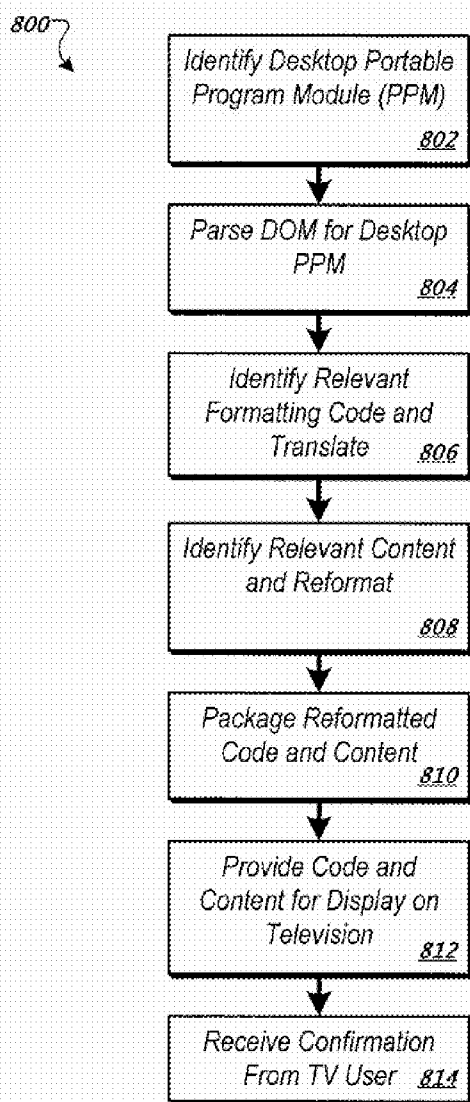 800
Identify Desktop Portable
Program Module (PPM)
802
Parse DOM for Desktop
PPM
804
Identify Relevant
Formatting Code and
Translate 806
Identify Relevant Content
and Reformat
808
Package Reformatted
Code and Content
810
Provide Code and
Content for Display on
Television 812
Receive Confirmation
From TV User 814